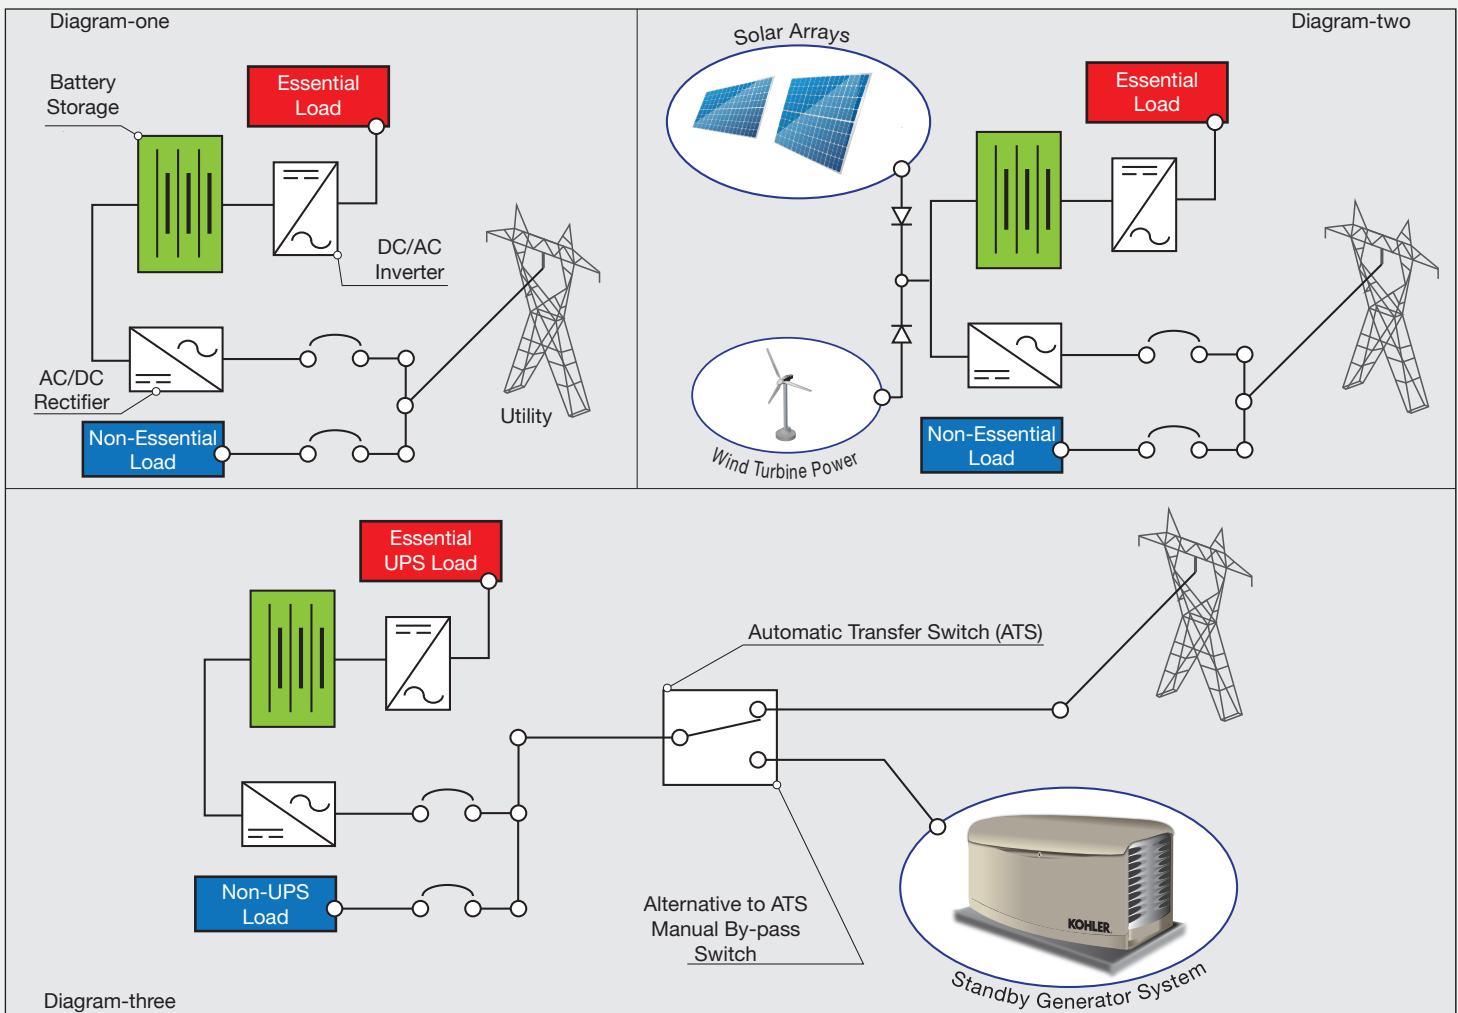 Diagram-one
Battery
Storage
Essential
Load
DC/AC
Inverter
AC/DC
Rectifier
Utility
Non-Essential
Load
Diagram-two
Solar Arrays
Essential
Load
Wind Turbine Power
Non-Essential
Load
Essential
UPS Load
Automatic Transfer Switch (ATS)
Non-UPS
Load
Alternative to ATS
Manual By-pass
Switch
KOHLER
Standby Generator System
Diagram-three